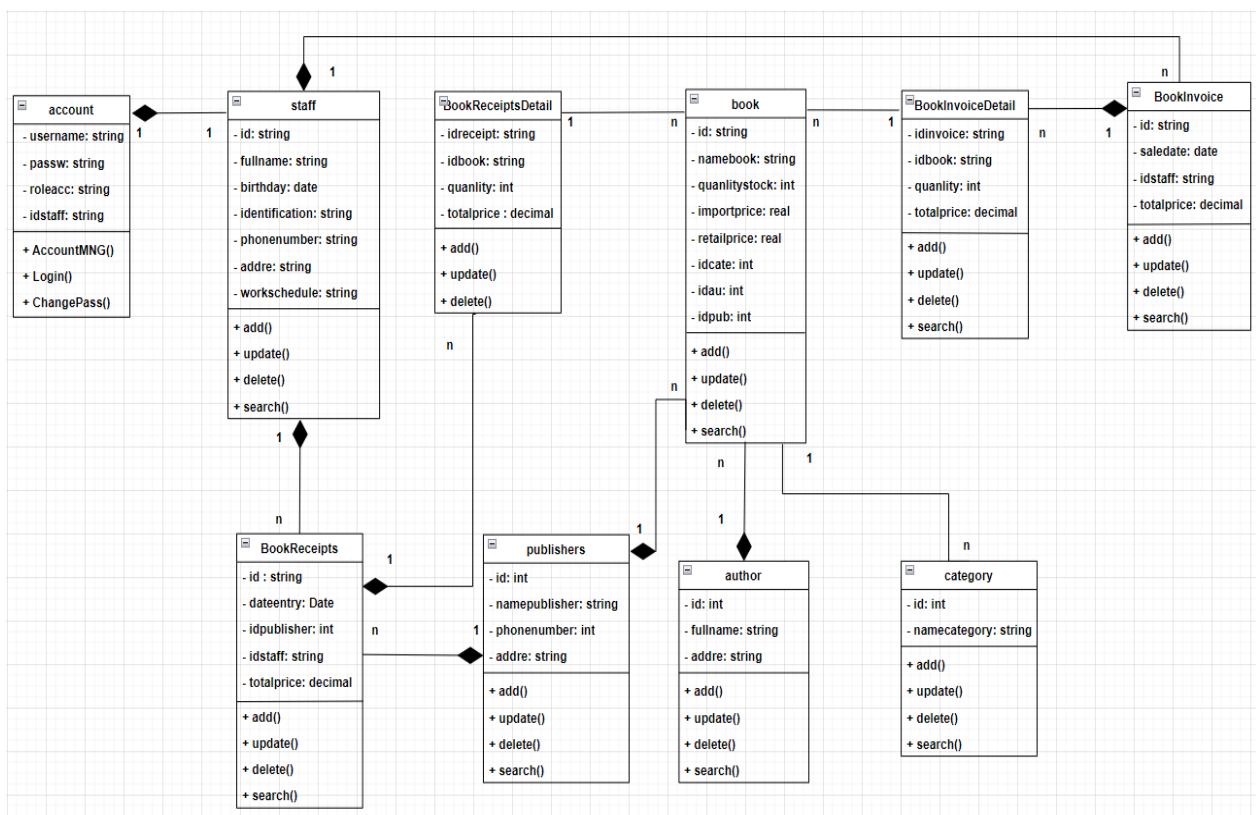 account
- username: string
- passw: string
- roleacc: string
- idstaff: string
+ AccountMNG()
+ Login()
+ ChangePass()
1
1
staff
- id: string
- fullname: string
- birthday: date
- identification: string
- phonenumber: string
- addre: string
- workschedule: string
+ add()
+ update()
+ delete()
+ search()
1
1
n
BookReceiptsDetail
- idreceipt: string
- idbook: string
- quanlity: int
- totalprice : decimal
+ add()
+ update()
+ delete()
1
n
n
book
- id: string
- namebook: string
- quanlitystock: int
- importprice: real
- retailprice: real
- idcate: int
- idau: int
- idpub: int
+ add()
+ update()
+ delete()
+ search()
n
1
n
n
1
BookInvoiceDetail
- idinvoice: string
- idbook: string
- quanlity: int
- totalprice: decimal
+ add()
+ update()
+ delete()
+ search()
n
1
n
BookInvoice
- id: string
- saledate: date
- idstaff: string
- totalprice: decimal
+ add()
+ update()
+ delete()
+ search()
BookReceipts
- id : string
- dateentry: Date
- idpublisher: int
- idstaff: string
- totalprice: decimal
+ add()
+ update()
+ delete()
+ search()
1
n
1
publishers
- id: int
- namepublisher: string
- phonenumber: int
- addre: string
+ add()
+ update()
+ delete()
+ search()
1
1
author
- id: int
- fullname: string
- addre: string
+ add()
+ update()
+ delete()
+ search()
n
category
- id: int
- namecategory: string
+ add()
+ update()
+ delete()
+ search()